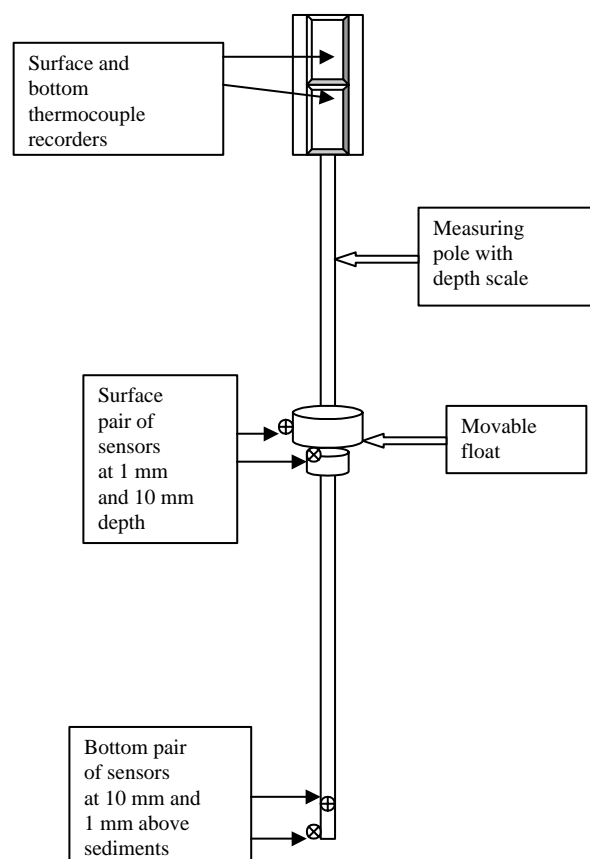 Surface and
bottom
thermocouple
recorders
Measuring
pole with
depth scale
Surface
pair of
sensors
at 1 mm
and 10 mm
depth
Movable
float
Bottom pair
of sensors
at 10 mm and
1 mm above
sediments